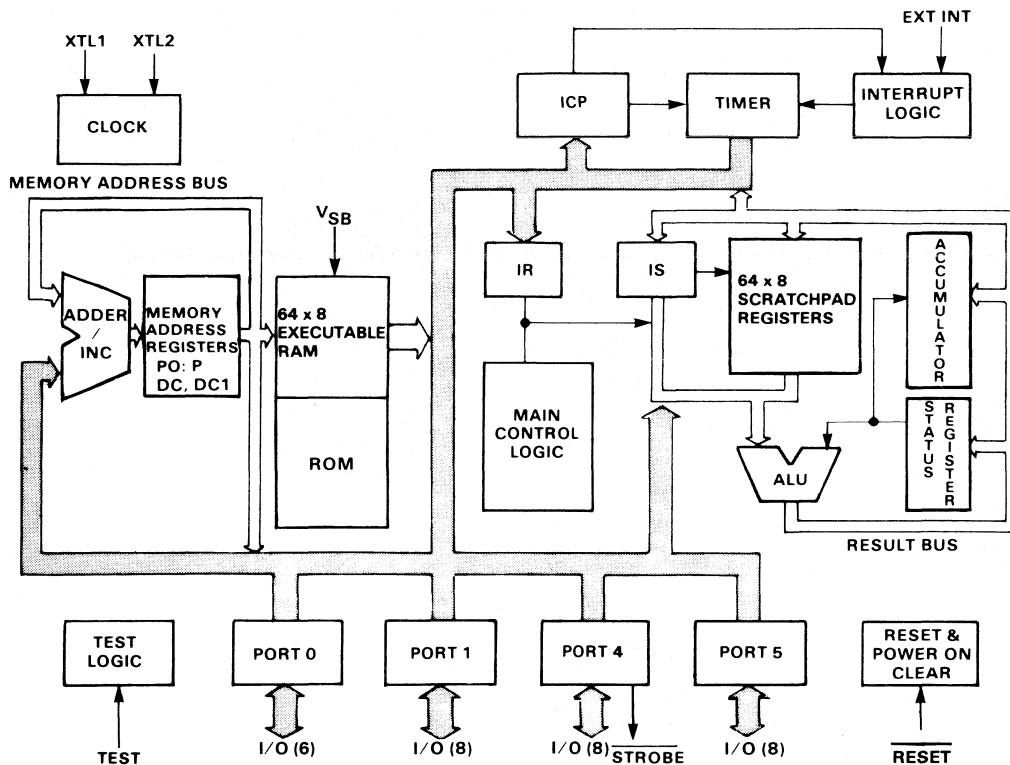 EXT INT
XTL1
XTL2
CLOCK
ICP
TIMER
INTERRUPT
LOGIC
MEMORY ADDRESS BUS
VSB
ADDER
/
INC
MEMORY
ADDRESS
REGISTERS
PO: P
DC, DC1
64 x 8
EXECUTABLE
RAM
ROM
IR
IS
64 x 8
SCRATCHPAD
REGISTERS
ACCUMULATOR
MAIN
CONTROL
LOGIC
STATUS
REGISTER
ALU
RESULT BUS
TEST
LOGIC
PORT 0
PORT 1
PORT 4
PORT 5
RESET &
POWER ON
CLEAR
TEST
I/O (6)
I/O (8)
I/O (8)
STROBE
I/O (8)
RESET